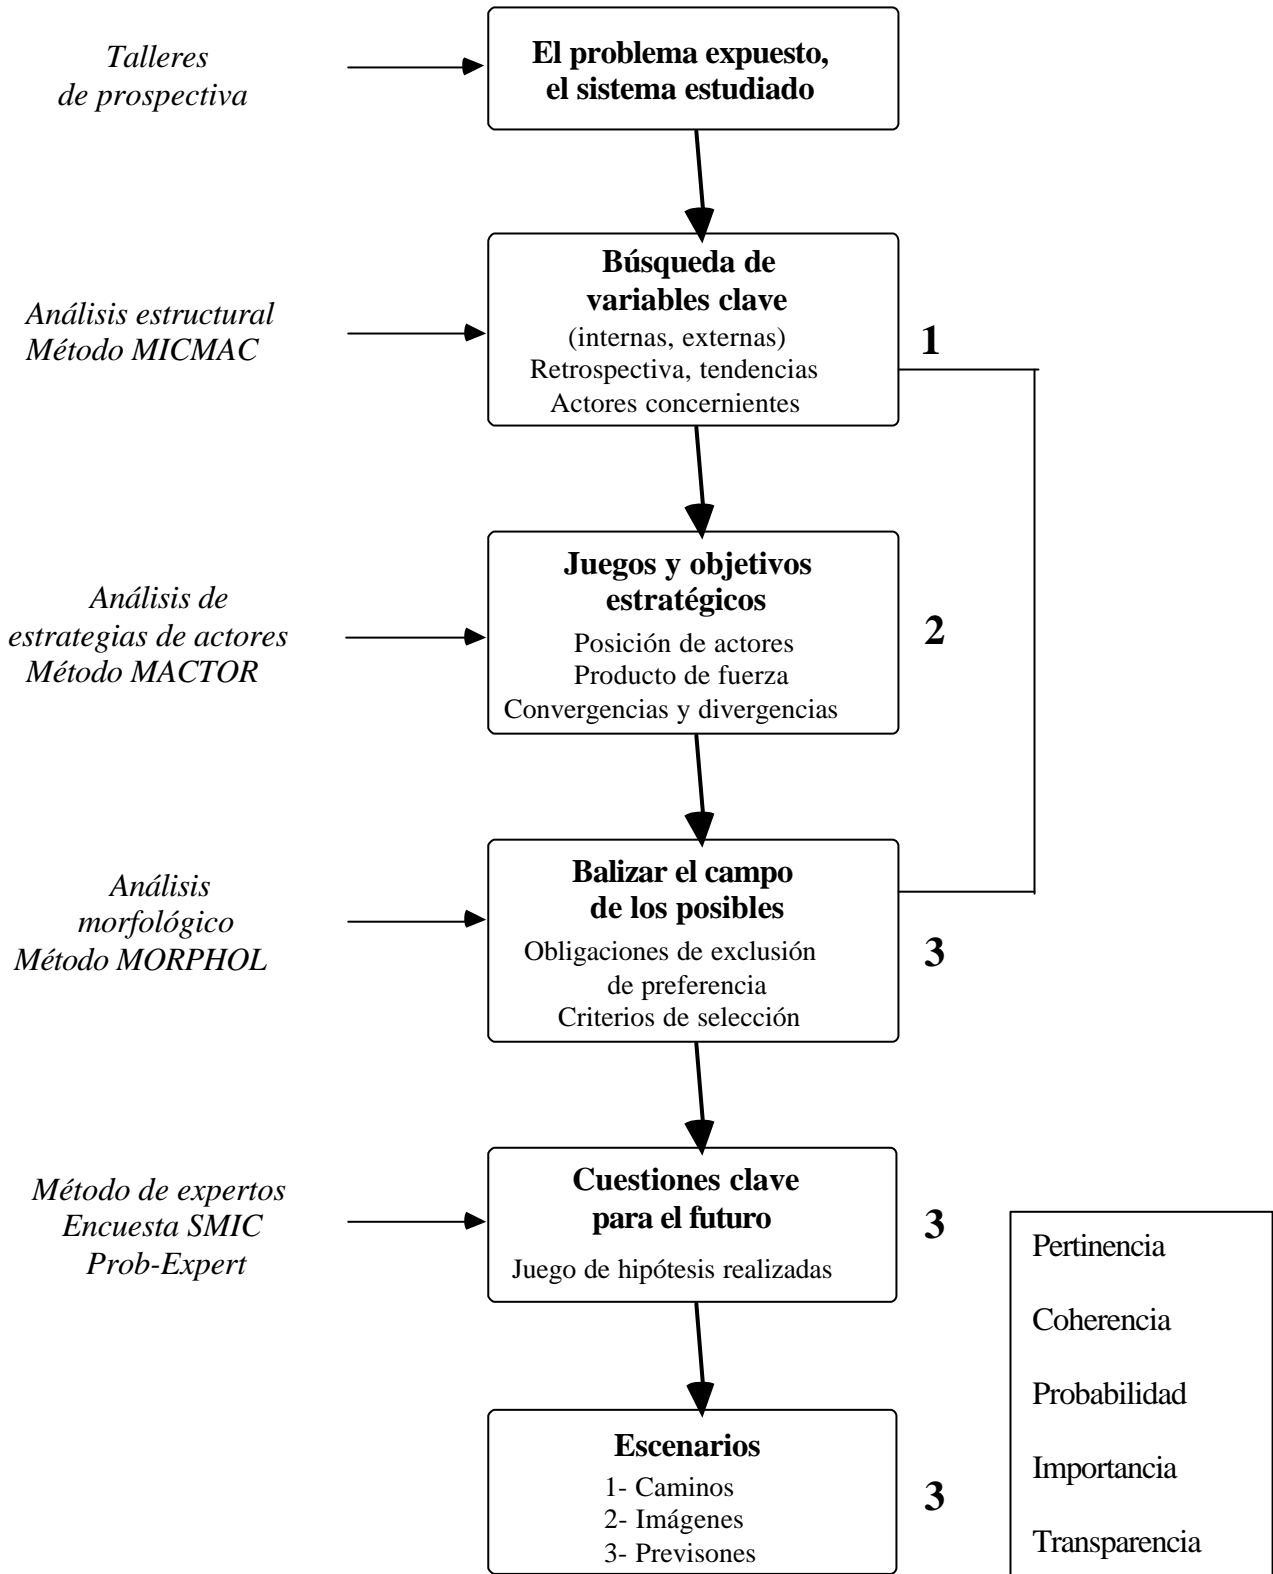 Talleres
de prospectiva
El problema expuesto,
el sistema estudiado
Análisis estructural
Método MICMAC
Búsqueda de
variables clave
(internas, externas)
Retrospectiva, tendencias
Actores concernientes
1
Análisis de
estrategias de actores
Método MACTOR
Juegos y objetivos
estratégicos
Posición de actores
Producto de fuerza
Convergencias y divergencias
2
Análisis
morfológico
Método MORPHOL
Balizar el campo
de los posibles
Obligaciones de exclusión
de preferencia
Criterios de selección
3
Método de expertos
Encuesta SMIC
Prob-Expert
Cuestiones clave
para el futuro
Juego de hipótesis realizadas
3
Escenarios
1- Caminos
2- Imágenes
3- Previsones
3
Pertinencia
Coherencia
Probabilidad
Importancia
Transparencia